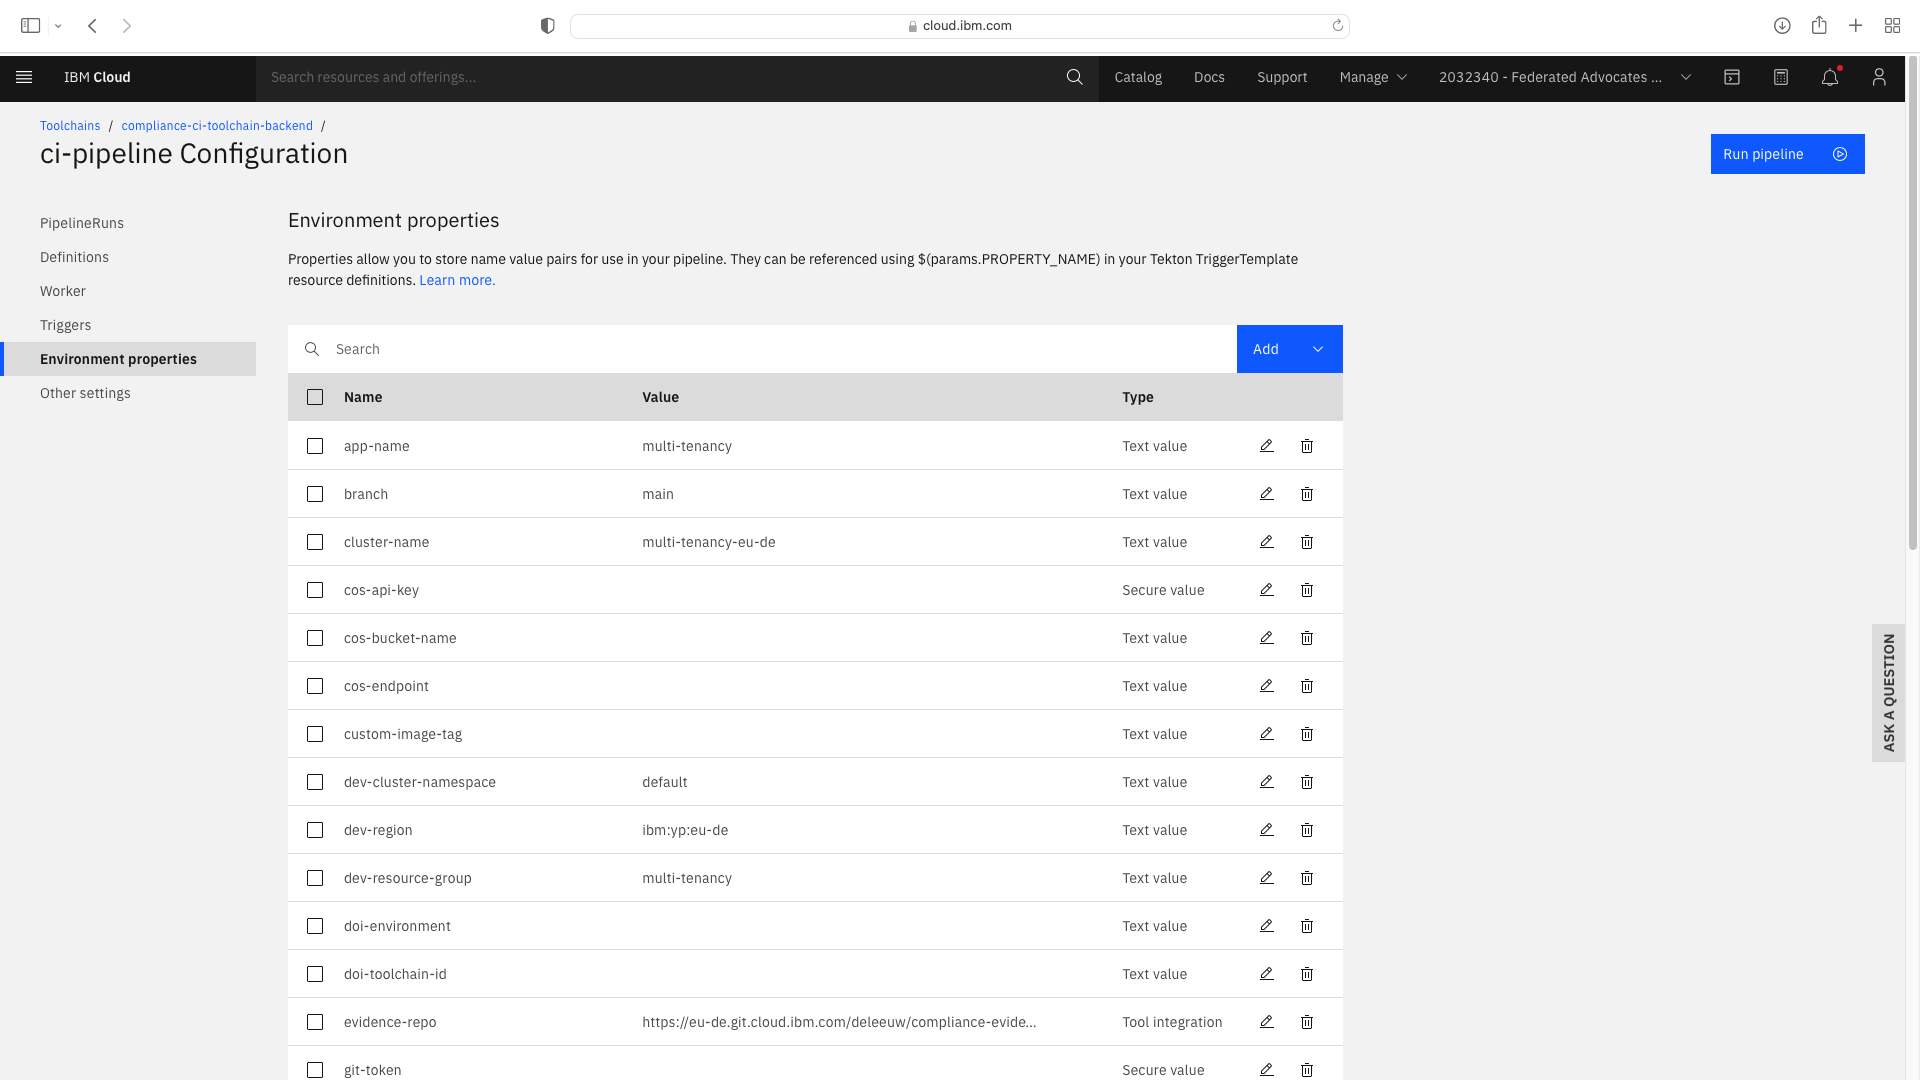 cloud.ibm.com
IBM Cloud
Search resources and offerings...
Catalog
Docs
Support
Manage
2032340 - Federated Advocates ...
Toolchains / compliance-ci-toolchain-backend /
ci-pipeline Configuration
Run pipeline
PipelineRuns
Definitions
Worker
Triggers
Environment properties
Other settings
Environment properties
Properties allow you to store name value pairs for use in your pipeline. They can be referenced using $(params.PROPERTY_NAME) in your Tekton TriggerTemplate
resource definitions. Learn more.
Search
Add
Name Value Type
app-name multi-tenancy Text value
branch main Text value
cluster-name multi-tenancy-eu-de Text value
cos-api-key Secure value
cos-bucket-name Text value
cos-endpoint Text value
custom-image-tag Text value
dev-cluster-namespace default Text value
dev-region ibm:yp:eu-de Text value
dev-resource-group multi-tenancy Text value
doi-environment Text value
doi-toolchain-id Text value
evidence-repo https://eu-de.git.cloud.ibm.com/deleeuw/compliance-evide... Tool integration
git-token Secure value
ASK A QUESTION